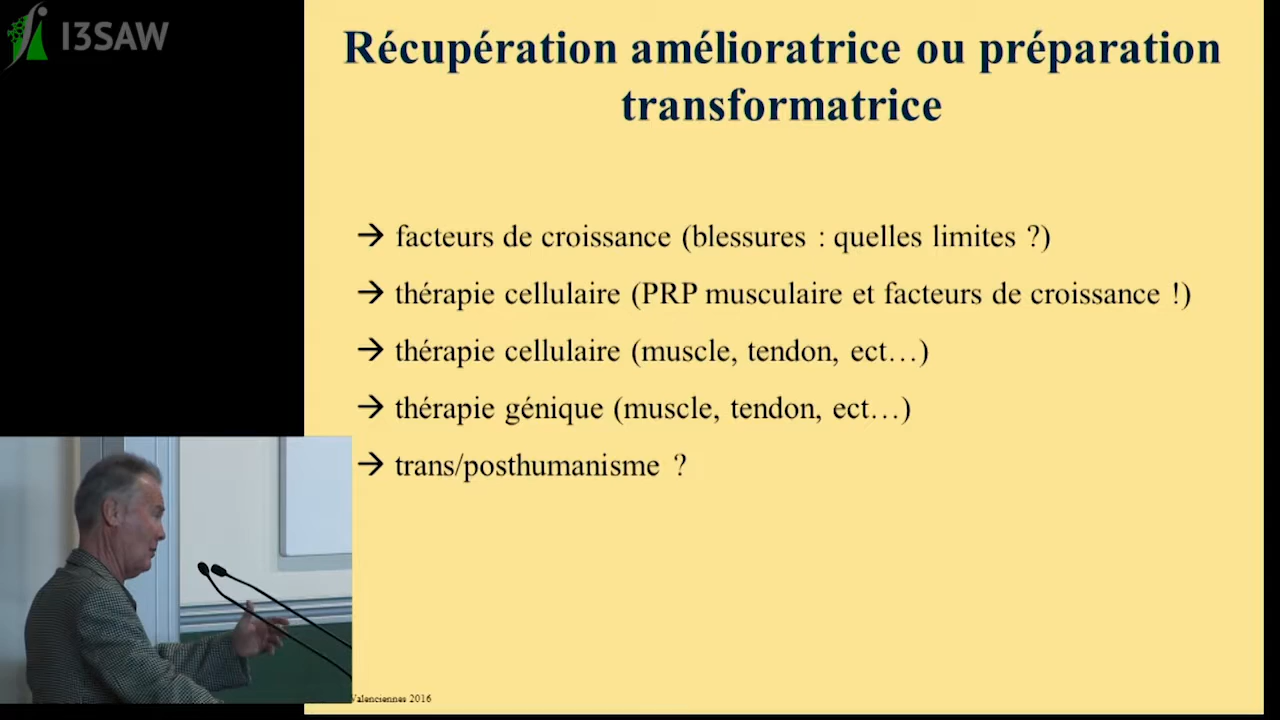 I3SAW
Récupération amélioratrice ou préparation
transformatrice
→ facteurs de croissance (blessures : quelles limites ?)
→ thérapie cellulaire (PRP musculaire et facteurs de croissance !)
→ thérapie cellulaire (muscle, tendon, ect…)
→ thérapie génique (muscle, tendon, ect…)
→ trans/posthumanisme ?
Valenciennes 2016